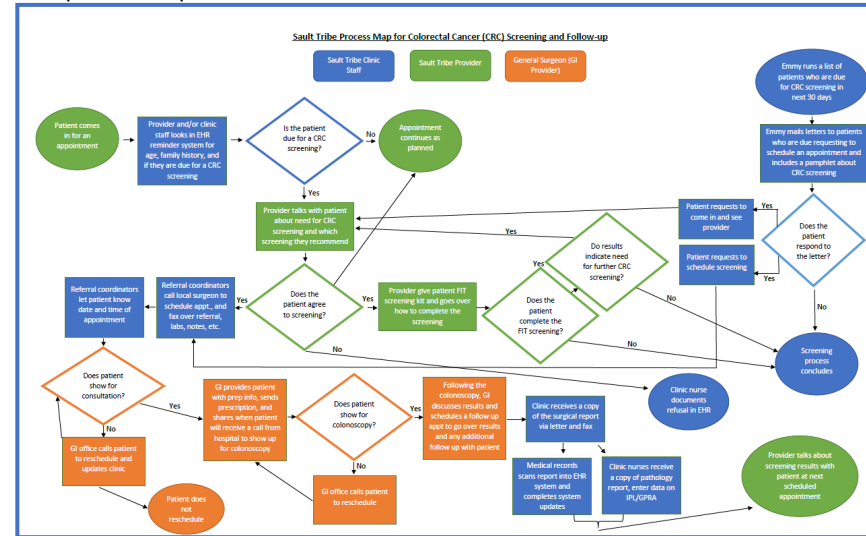 Sault Tribe Process Map for Colorectal Cancer (CRC) Screening and Follow-up
Sault Tribe Clinic
Staff
Sault Tribe Provider
General Surgeon (GI
Provider)
Emmy runs a list of
patients who are due
for CRC screening in
next 30 days
Patient comes
in for an
appointment
Provider and/or clinic
staff looks in EHR
reminder system for
age, family history, and
if they are due for a CRC
screening
Is the patient
due for a CRC
screening?
No
Appointment
continues as
planned
Emmy mails letters to patients
who are due requesting to
schedule an appointment and
includes a pamphlet about
CRC screening
Yes
Provider talks with patient
about need for CRC
screening and which
screening they recommend
Yes
Patient requests to
come in and see
provider
Yes
Does the
patient
respond to
the letter?
Patient requests to
schedule screening
Yes
Do results
indicate need
for further CRC
screening?
Yes
Referral coordinators
let patient know
date and time of
appointment
Referral coordinators
call local surgeon to
schedule appt., and
fax over referral,
labs, notes, etc.
Yes
Does the
patient agree
to screening?
Yes
Provider give patient FIT
screening kit and goes over
how to complete the
screening
Does the
patient
complete the
FIT screening?
No
No
No
No
Screening
process
concludes
Does patient
show for
consultation?
Yes
GI provides patient
with prep info, sends
prescription, and
shares when patient
will receive a call from
hospital to show up
for colonoscopy
Does patient
show for
colonoscopy?
Yes
Following the
colonoscopy, GI
discusses results and
schedules a follow up
appt to go over results
and any additional
follow up with patient
Clinic receives a copy
of the surgical report
via letter and fax
Clinic nurse
documents
refusal in EHR
No
GI office calls patient
to reschedule and
updates clinic
Patient does
not
reschedule
GI office calls patient
to reschedule
Medical records
scans report into EHR
system and
completes system
updates
Clinic nurses receive
a copy of pathology
report, enter data on
IPL/GPRA
Provider talks about
screening results with
patient at next
scheduled
appointment